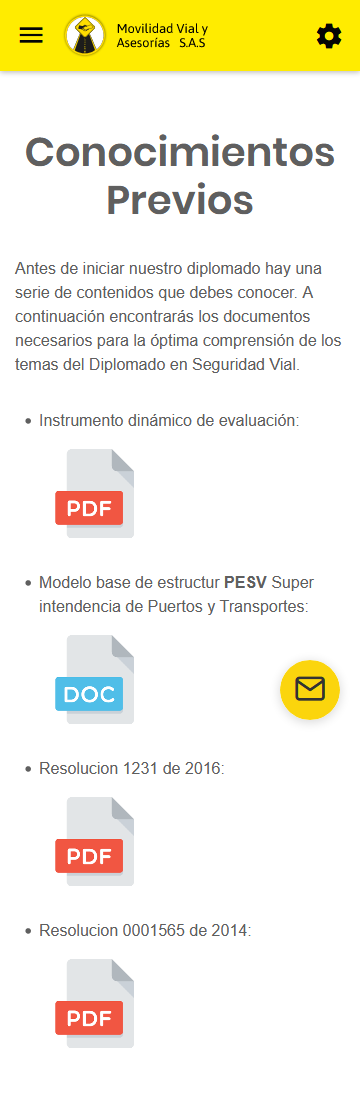 Movilidad Vial y
Asesorías S.A.S
Conocimientos
Previos
Antes de iniciar nuestro diplomado hay una
serie de contenidos que debes conocer. A
continuación encontrarás los documentos
necesarios para la óptima comprensión de los
temas del Diplomado en Seguridad Vial.
• Instrumento dinámico de evaluación:
PDF
• Modelo base de estructur PESV Super
intendencia de Puertos y Transportes:
DOC
• Resolucion 1231 de 2016:
PDF
• Resolucion 0001565 de 2014:
PDF